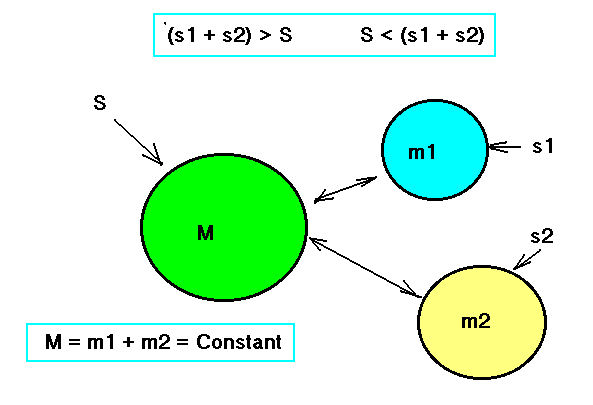 (s1 + s2) > S S < (s1 + s2)
S
m1
s1
M
s2
m2
M = m1 + m2 = Constant